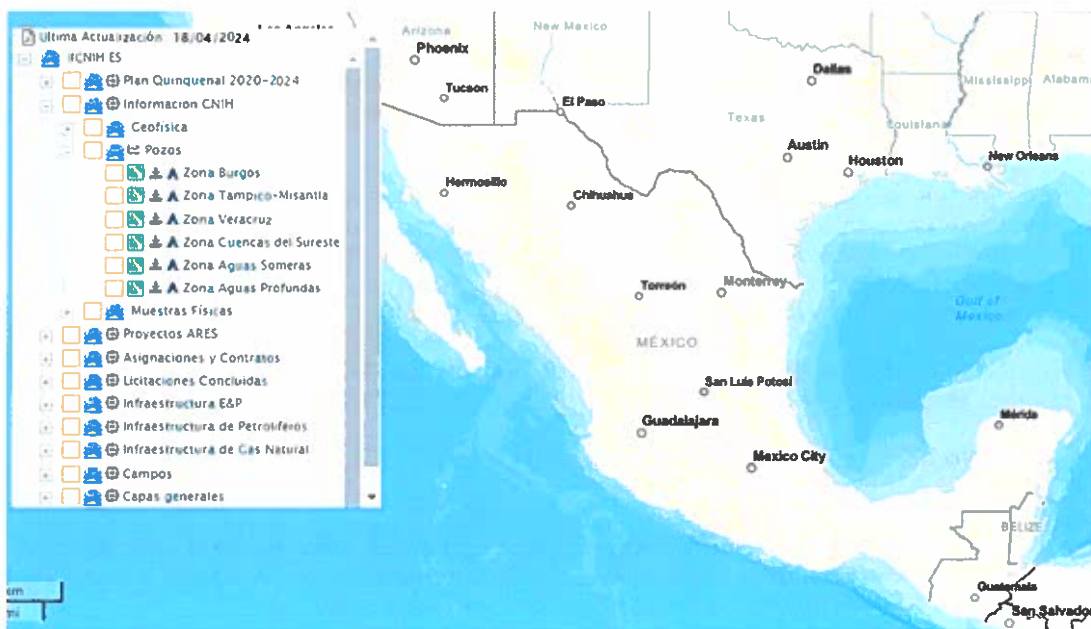 Ultima Actualización 18/04/2024
#CNIH ES
Plan Quinquenal 2020-2024
Informacion CNIH
Geofisica
Pozos
A Zona Burgos
A Zona Tampico-Misantla
A Zona Veracruz
A Zona Cuencas del Sureste
A Zona Aguas Someras
A Zona Aguas Profundas
Muestras Físicas
Proyectos ARES
Asignaciones y Contratos
Licitaciones Concluidas
Infraestructura E&P
Infraestructura de Petrolíferos
Infraestructura de Gas Natural
Campos
Capas generales
km
mi
Arizona
New Mexico
Phoenix
Dallas
Mississippi
Alabama
Tucson
El Paso
Texas
Louisiana
Austin
Houston
New Orleans
Hermosillo
Chihuahua
Torreón
Monterrey
Gulf of
Mexico
MÉXICO
San Luis Potosí
Guadalajara
Mérida
Mexico City
BELIZE
Guatemala
San Salvador